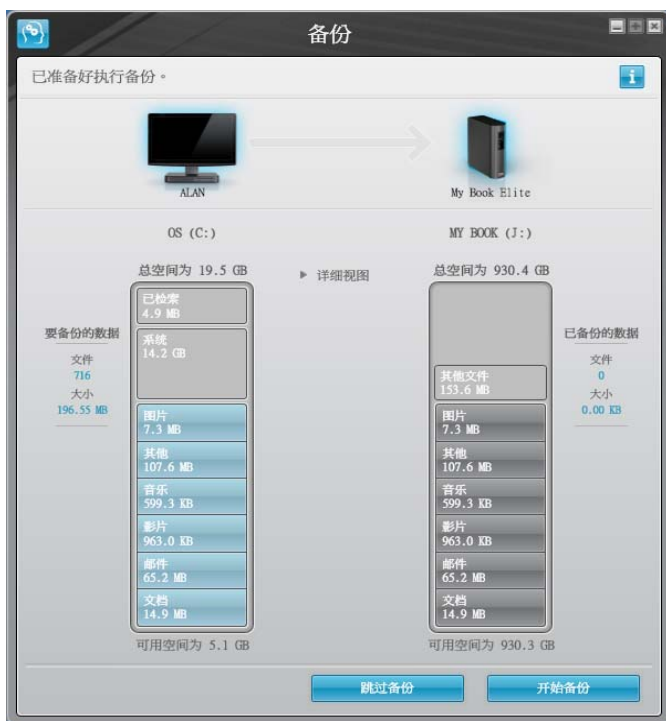 备份
已准备好执行备份。
ALAN
My Book Elite
OS (C:)
MY BOOK (J:)
总空间为 19.5 GB
详细视图
总空间为 930.4 GB
要备份的数据
文件
716
大小
196.55 MB
已检索
4.9 MB
系统
14.2 GB
图片
7.3 MB
其他
107.6 MB
音乐
599.3 KB
影片
963.0 KB
邮件
65.2 MB
文档
14.9 MB
可用空间为 5.1 GB
其他文件
153.6 MB
图片
7.3 MB
其他
107.6 MB
音乐
599.3 KB
影片
963.0 KB
邮件
65.2 MB
文档
14.9 MB
可用空间为 930.3 GB
已备份的数据
文件
0
大小
0.00 KB
跳过备份
开始备份